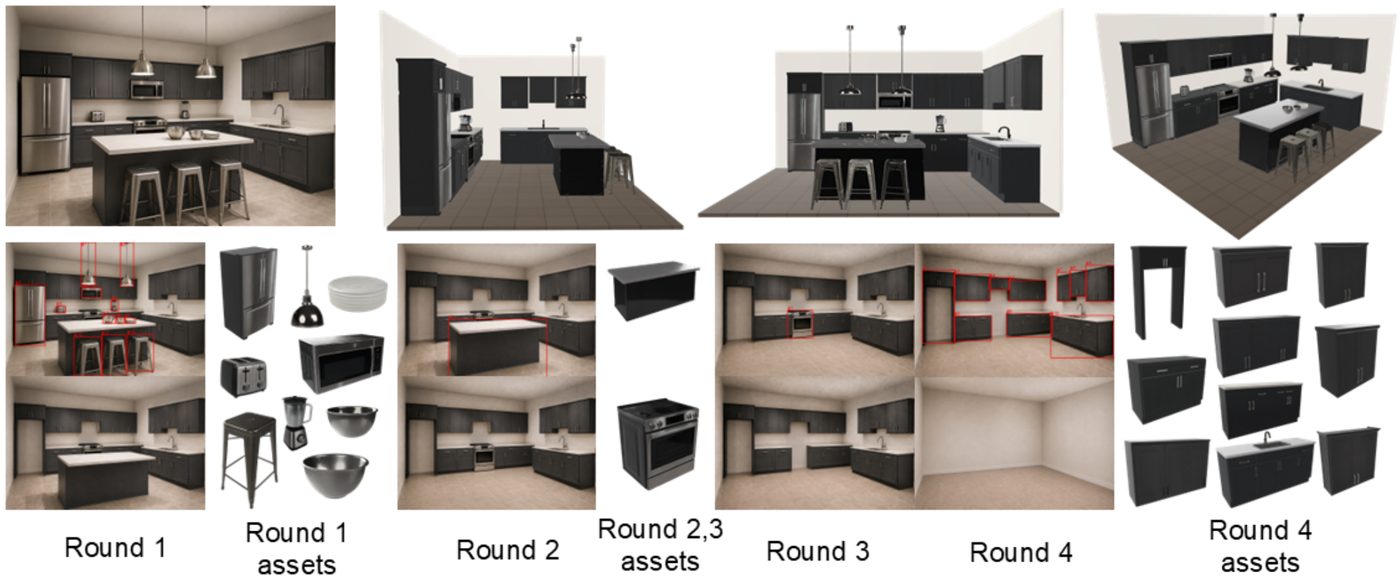 Round 1
Round 1
assets
Round 2
Round 2,3
assets
Round 3
Round 4
Round 4
assets